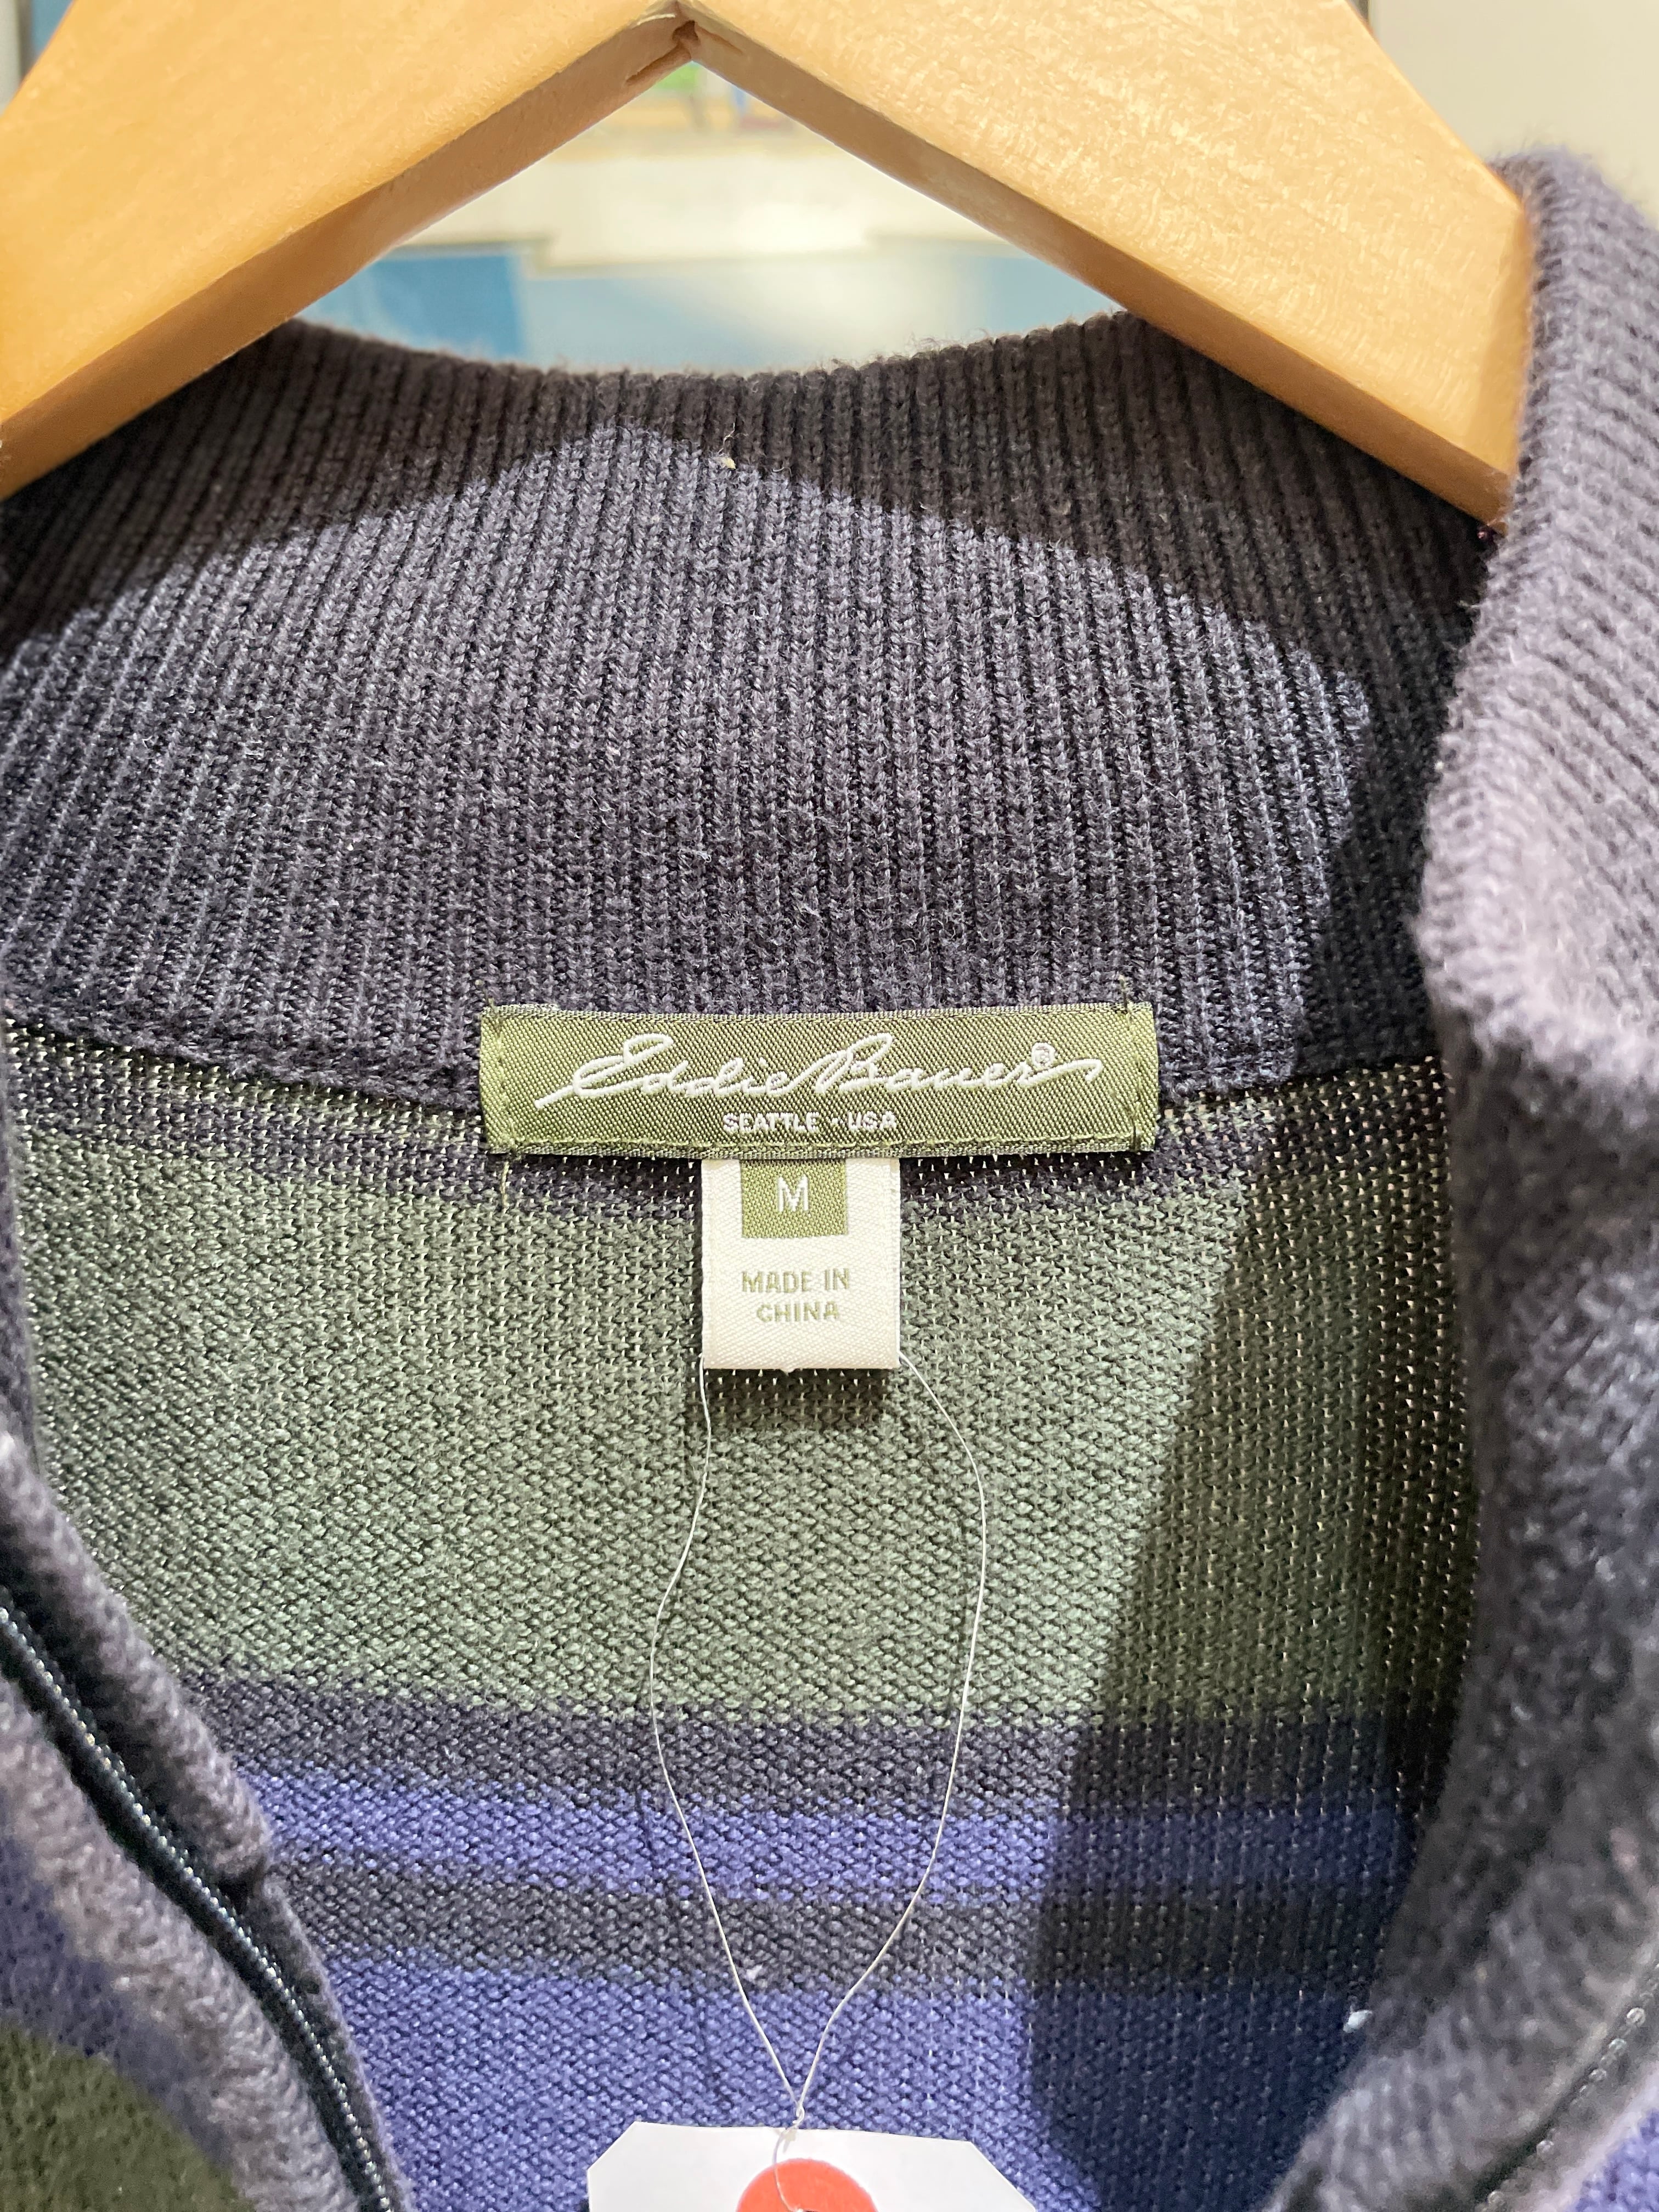 Eddie Bauer®
SEATTLE - USA
M
MADE IN
CHINA